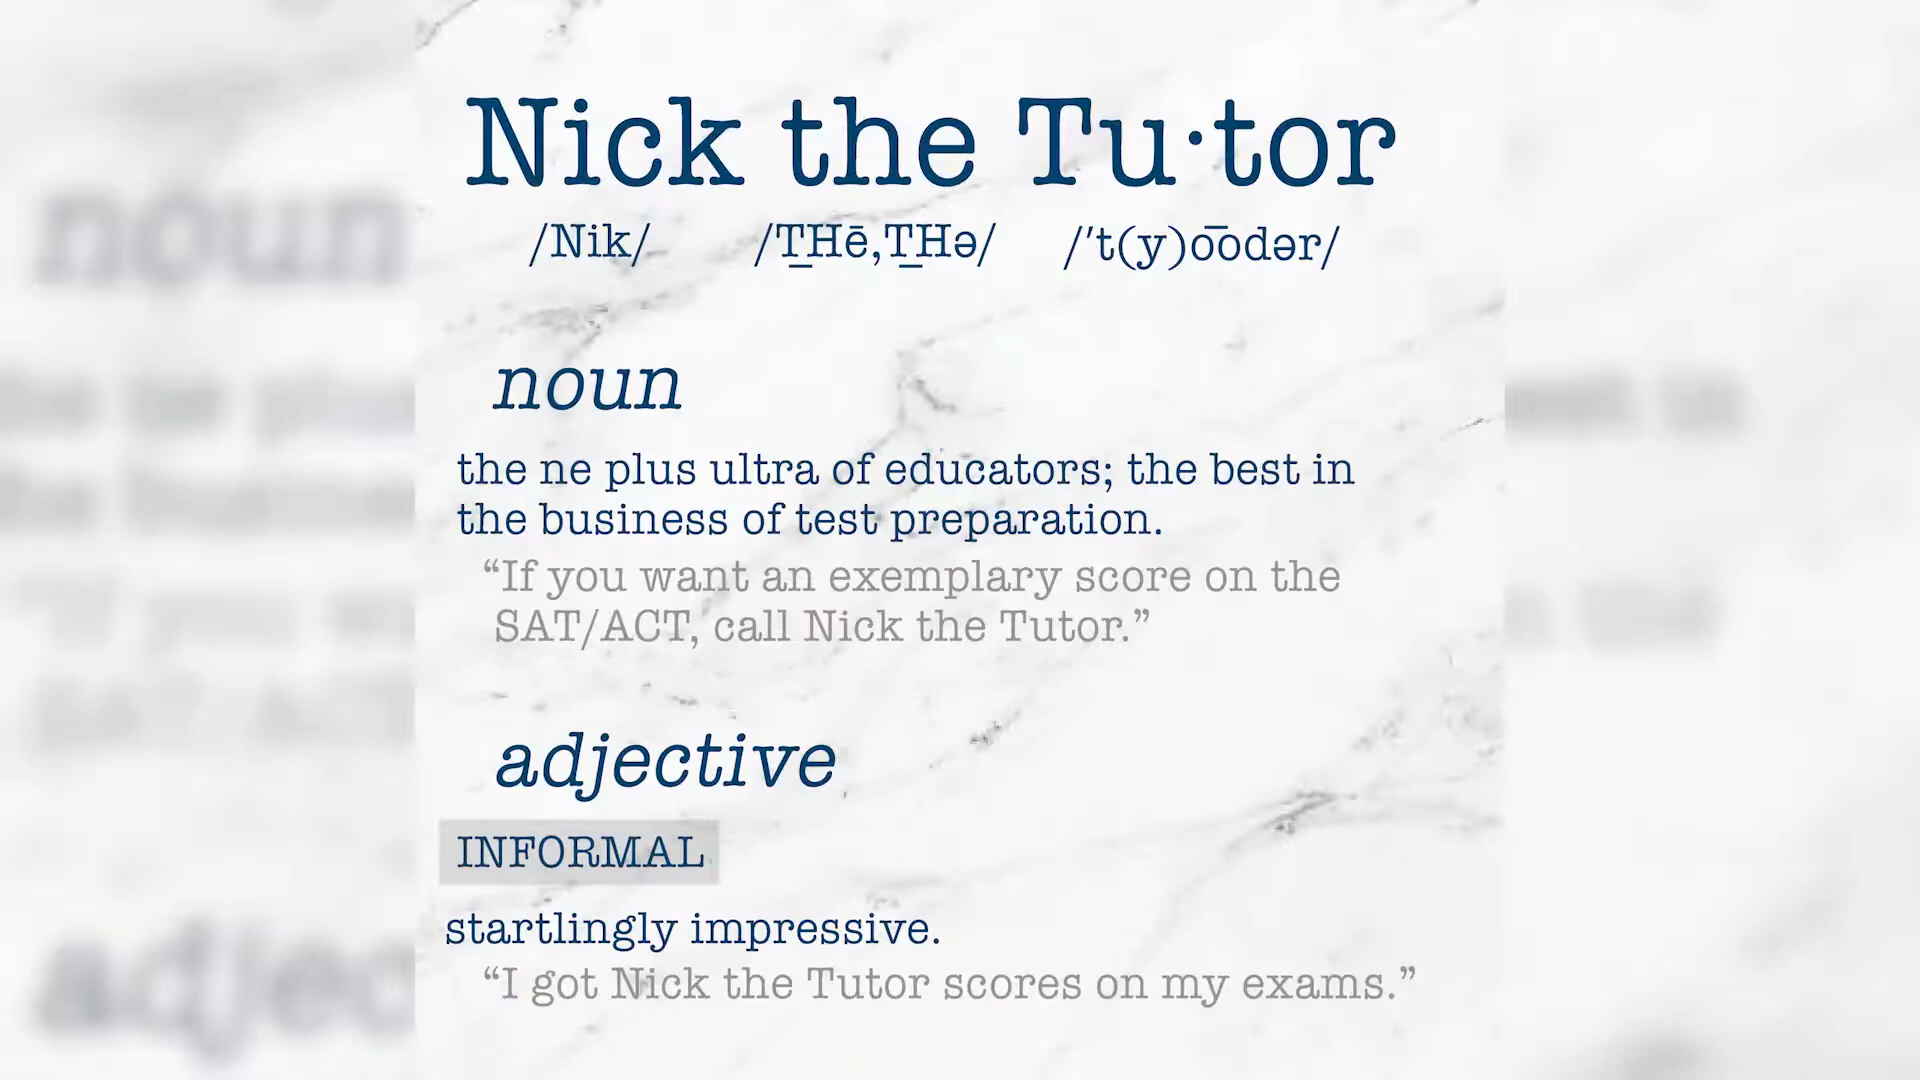 Nick the Tu·tor
/Nik/ /T̲H̲ē,T̲H̲ə/ /ˈt(y)o͞odər/
noun
the ne plus ultra of educators; the best in
the business of test preparation.
“If you want an exemplary score on the
SAT/ACT, call Nick the Tutor.”
adjective
INFORMAL
startlingly impressive.
“I got Nick the Tutor scores on my exams.”